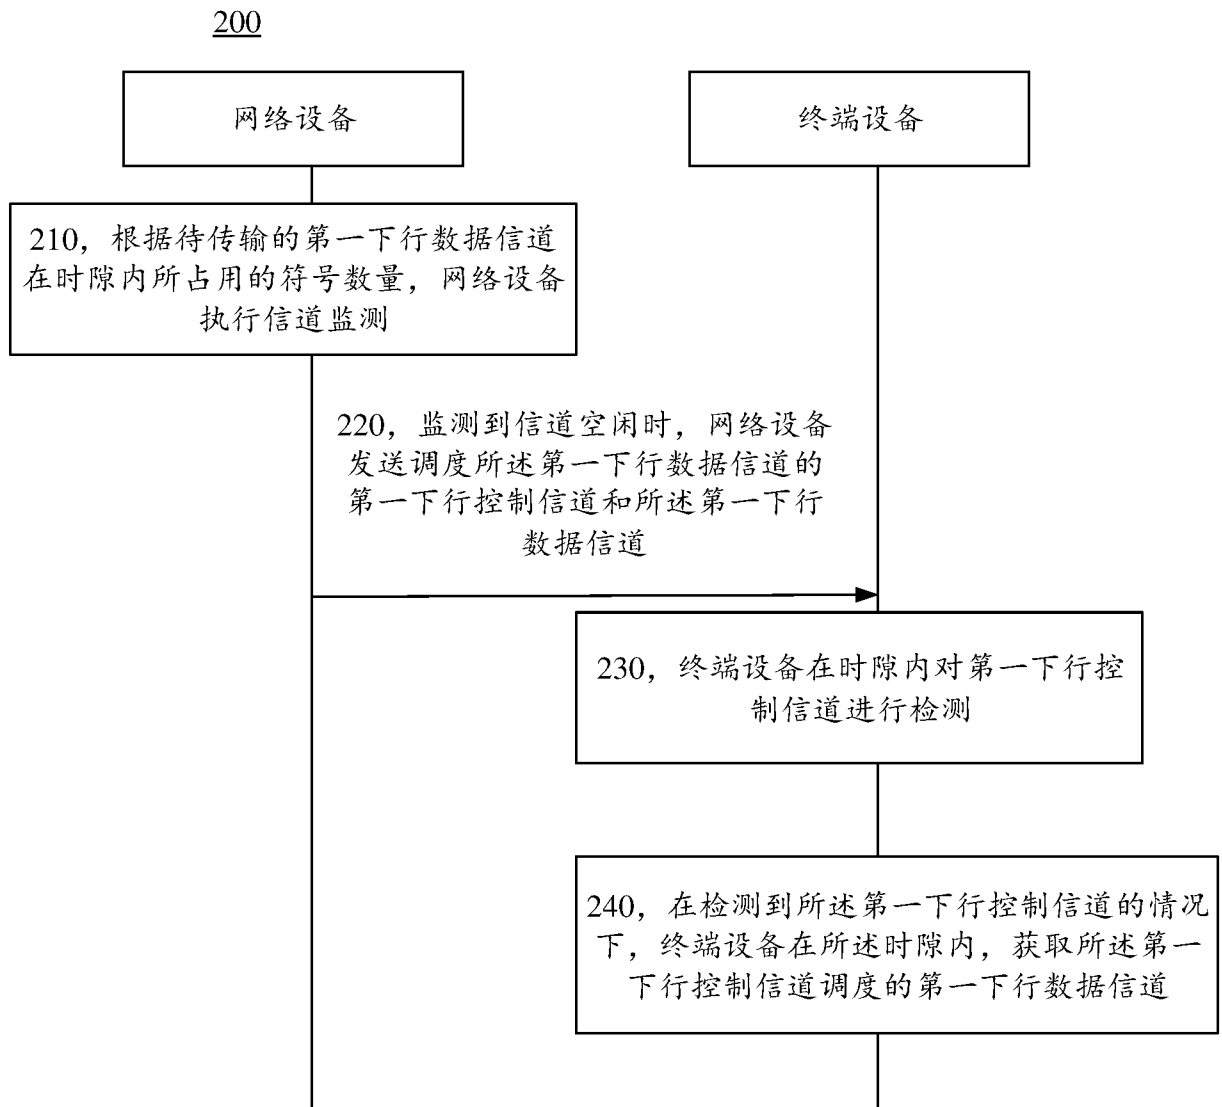 200
网络设备
终端设备
210，根据待传输的第一下行数据信道
在时隙内所占用的符号数量，网络设备
执行信道监测
220，监测到信道空闲时，网络设备
发送调度所述第一下行数据信道的
第一下行控制信道和所述第一下行
数据信道
230，终端设备在时隙内对第一下行控
制信道进行检测
240，在检测到所述第一下行控制信道的情况
下，终端设备在所述时隙内，获取所述第一
下行控制信道调度的第一下行数据信道